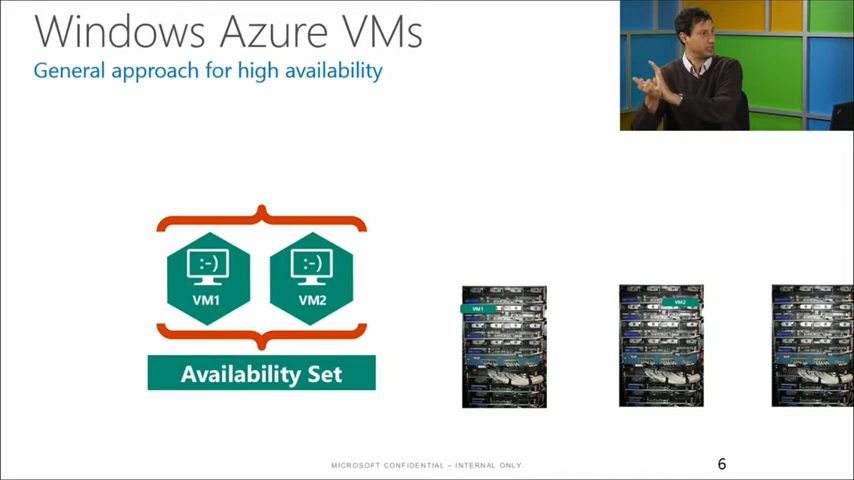 Windows Azure VMs
General approach for high availability
:-)
:-)
VM1
VM2
VM1
VM2
Availability Set
MICROSOFT CONFIDENTIAL – INTERNAL ONLY
6